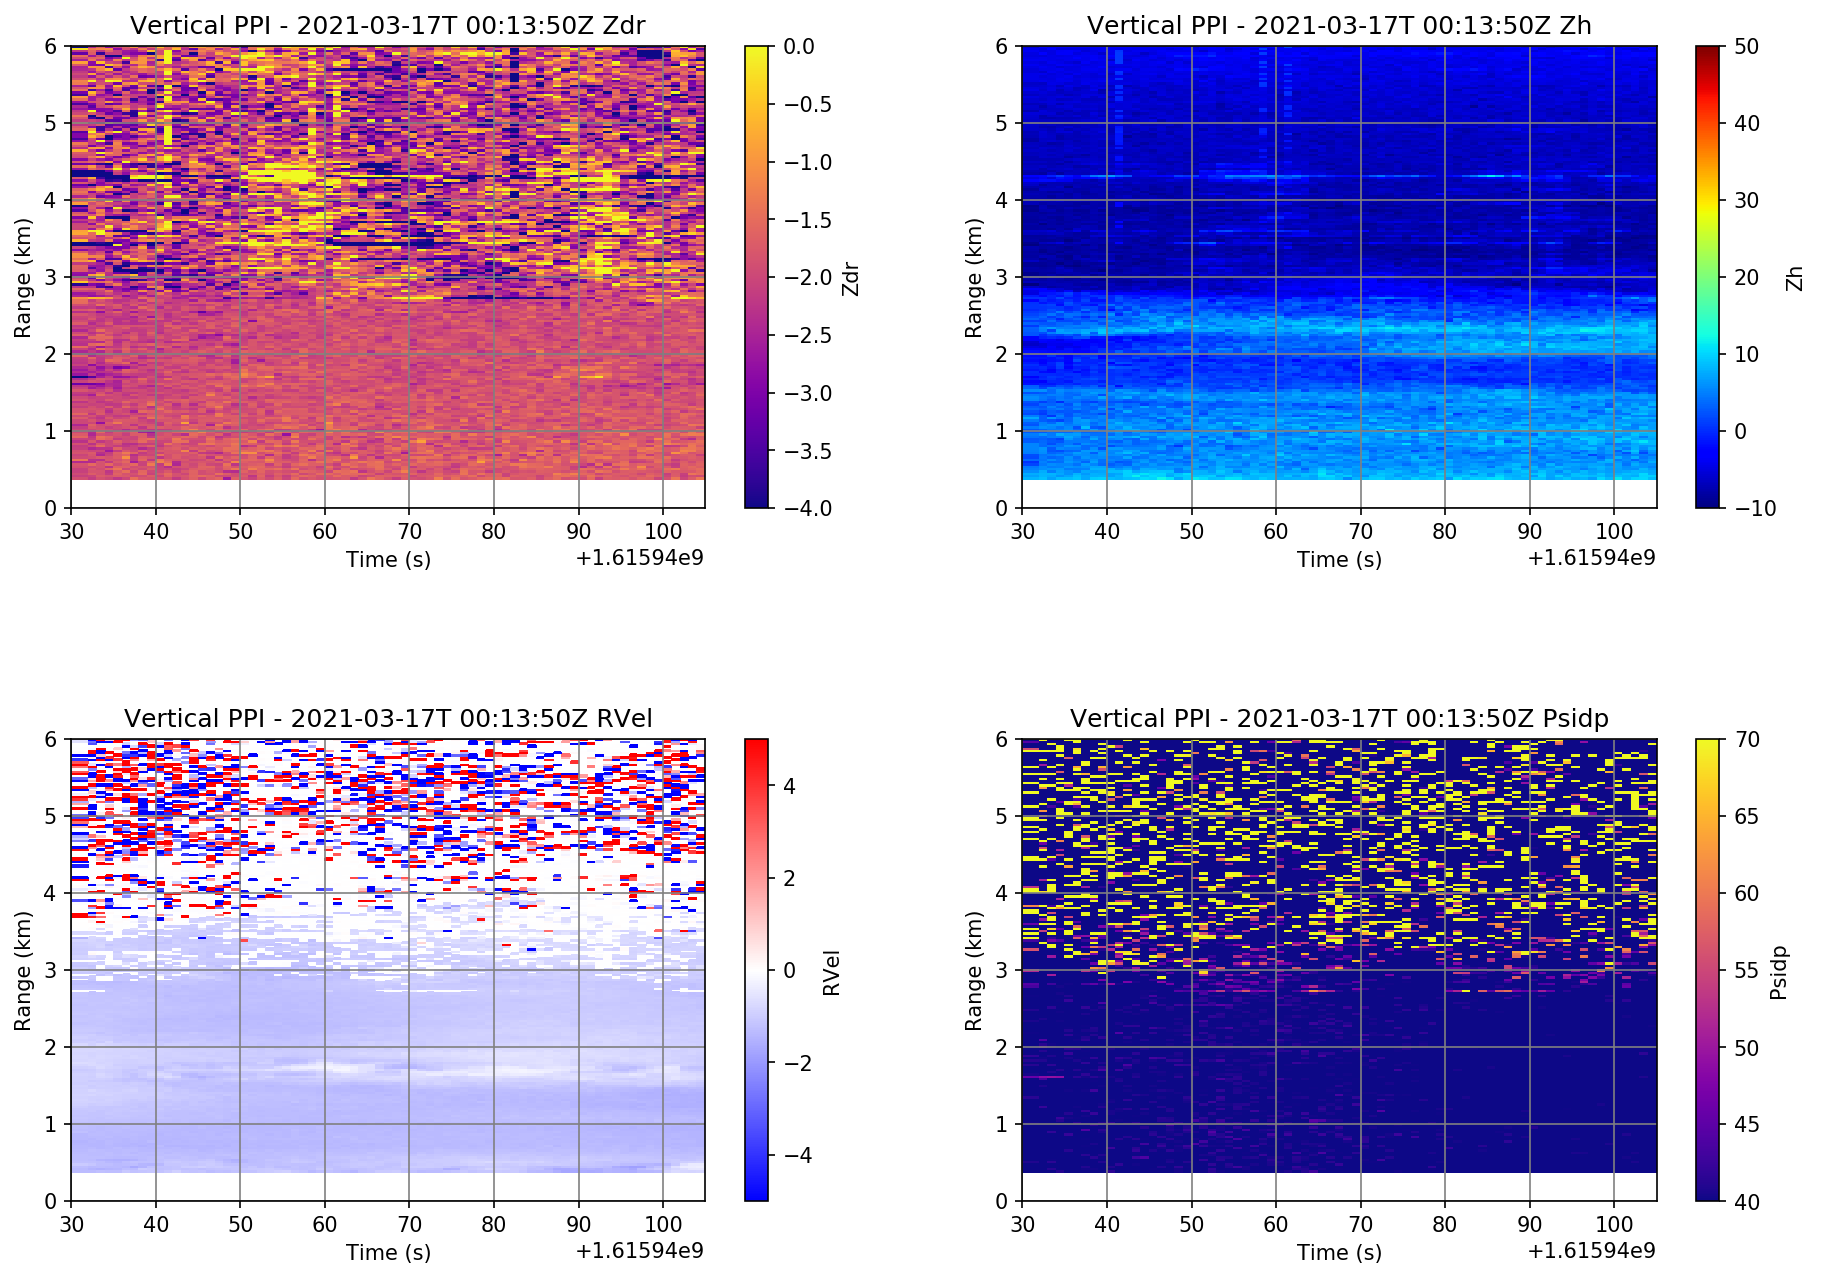 Vertical PPI - 2021-03-17T 00:13:50Z Zdr
6
5
4
3
2
1
0
Range (km)
30 40 50 60 70 80 90 100
Time (s)
+1.61594e9
0.0
−0.5
−1.0
−1.5
−2.0
−2.5
−3.0
−3.5
−4.0
Zdr
Vertical PPI - 2021-03-17T 00:13:50Z Zh
6
5
4
3
2
1
0
Range (km)
30 40 50 60 70 80 90 100
Time (s)
+1.61594e9
50
40
30
20
10
0
−10
Zh
Vertical PPI - 2021-03-17T 00:13:50Z RVel
6
5
4
3
2
1
0
Range (km)
30 40 50 60 70 80 90 100
Time (s)
+1.61594e9
4
2
0
−2
−4
RVel
Vertical PPI - 2021-03-17T 00:13:50Z Psidp
6
5
4
3
2
1
0
Range (km)
30 40 50 60 70 80 90 100
Time (s)
+1.61594e9
70
65
60
55
50
45
40
Psidp